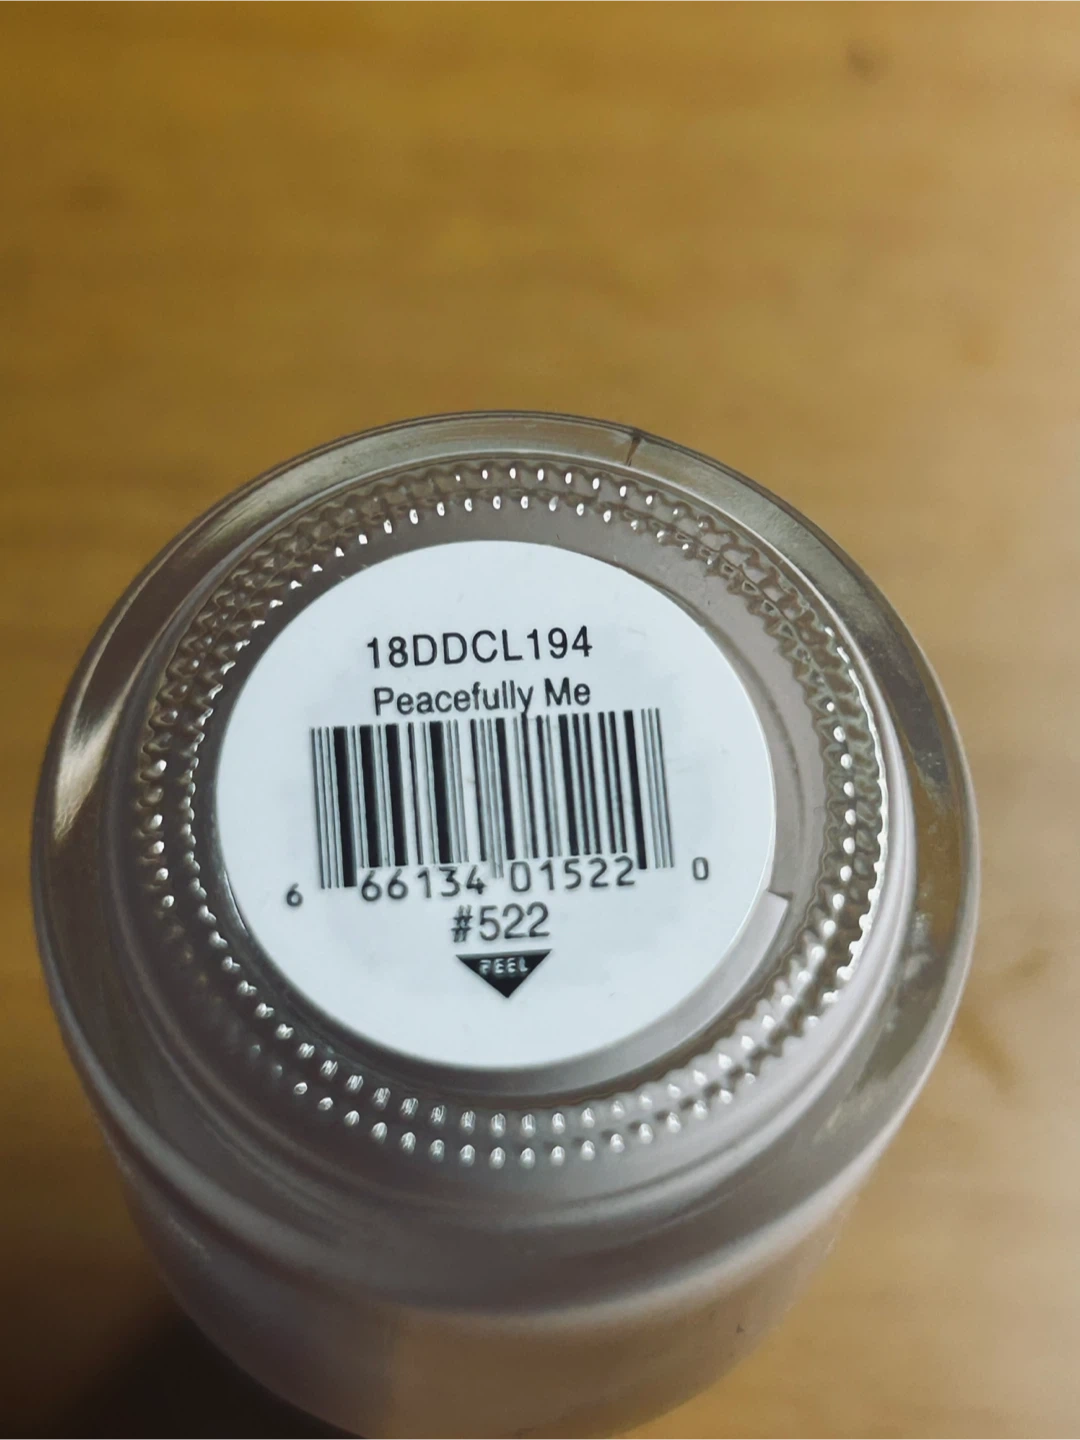 18DDCL194
Peacefully Me
6 66134 01522 0
#522
PEEL